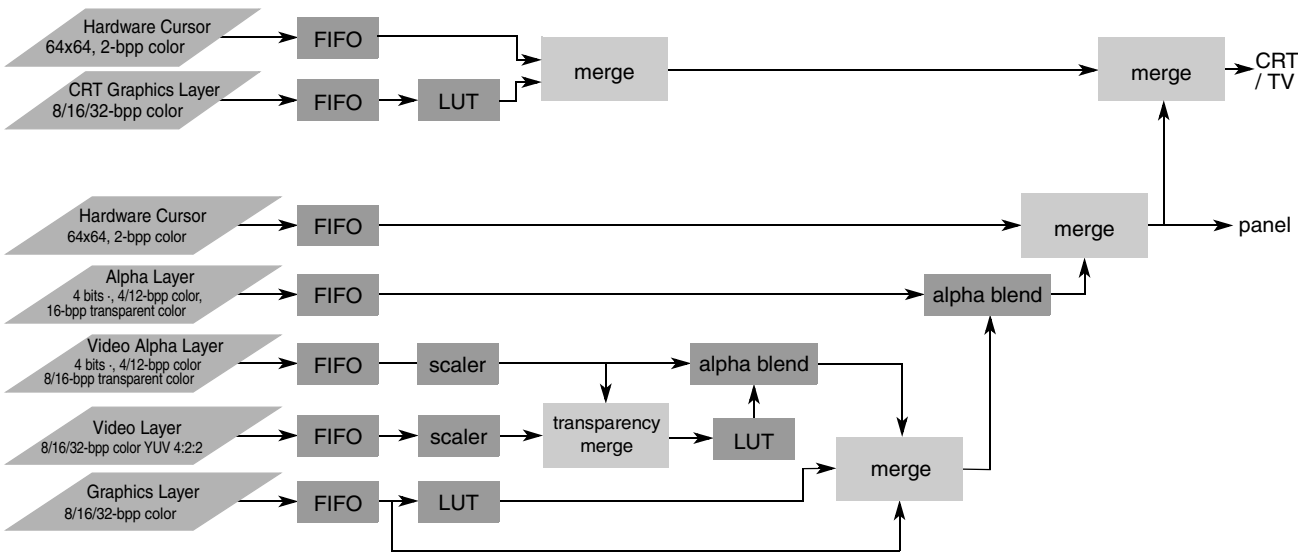 Hardware Cursor
64x64, 2-bpp color
FIFO
merge
merge
CRT
/ TV
CRT Graphics Layer
8/16/32-bpp color
FIFO
LUT
Hardware Cursor
64x64, 2-bpp color
FIFO
merge
panel
Alpha Layer
4 bits ·, 4/12-bpp color,
16-bpp transparent color
FIFO
alpha blend
Video Alpha Layer
4 bits ·, 4/12-bpp color
8/16-bpp transparent color
FIFO
scaler
alpha blend
Video Layer
8/16/32-bpp color YUV 4:2:2
FIFO
scaler
transparency
merge
LUT
merge
Graphics Layer
8/16/32-bpp color
FIFO
LUT